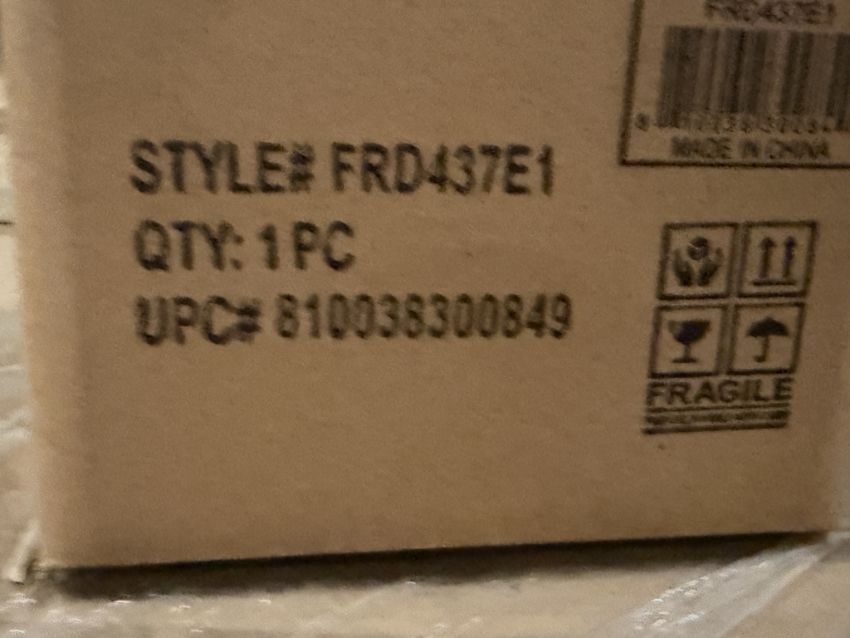 FRD437E1
MADE IN CHINA
STYLE# FRD437E1
QTY: 1 PC
UPC# 810038300849
FRAGILE